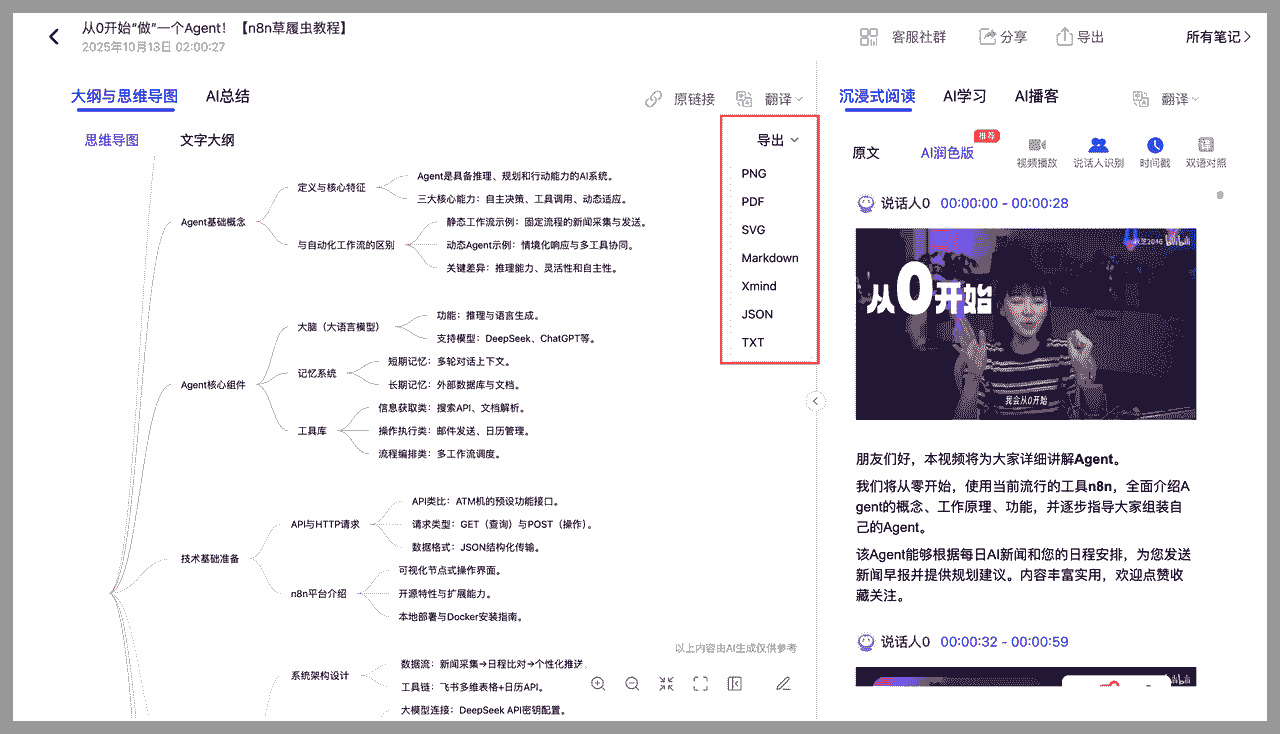 从0开始“做”一个Agent！【n8n草履虫教程】
2025年10月13日 02:00:27
客服社群
分享
导出
所有笔记
大纲与思维导图
AI总结
原链接
翻译
思维导图
文字大纲
导出
PNG
PDF
SVG
Markdown
Xmind
JSON
TXT
Agent基础概念
定义与核心特征
Agent是具备推理、规划和行动能力的AI系统。
三大核心能力：自主决策、工具调用、动态适应。
与自动化工作流的区别
静态工作流示例：固定流程的新闻采集与发送。
动态Agent示例：情境化响应与多工具协同。
关键差异：推理能力、灵活性和自主性。
Agent核心组件
大脑（大语言模型）
功能：推理与语言生成。
支持模型：DeepSeek、ChatGPT等。
记忆系统
短期记忆：多轮对话上下文。
长期记忆：外部数据库与文档。
工具库
信息获取类：搜索API、文档解析。
操作执行类：邮件发送、日历管理。
流程编排类：多工作流调度。
技术基础准备
API与HTTP请求
API类比：ATM机的预设功能接口。
请求类型：GET（查询）与POST（操作）。
数据格式：JSON结构化传输。
n8n平台介绍
可视化节点式操作界面。
开源特性与扩展能力。
本地部署与Docker安装指南。
系统架构设计
数据流：新闻采集→日程比对→个性化推送
工具链：飞书多维表格+日历API。
大模型连接：DeepSeek API密钥配置。
以上内容由AI生成仅供参考
沉浸式阅读
AI学习
AI播客
翻译
原文
AI润色版
推荐
视频播放
说话人识别
时间戳
双语对照
说话人0 00:00:00 - 00:00:28
bilibili
从0开始
我会从0开始
朋友们好，本视频将为大家详细讲解Agent。
我们将从零开始，使用当前流行的工具n8n，全面介绍A
gent的概念、工作原理、功能，并逐步指导大家组装自
己的Agent。
该Agent能够根据每日AI新闻和您的日程安排，为您发送
新闻早报并提供规划建议。内容丰富实用，欢迎点赞收
藏关注。
说话人0 00:00:32 - 00:00:59